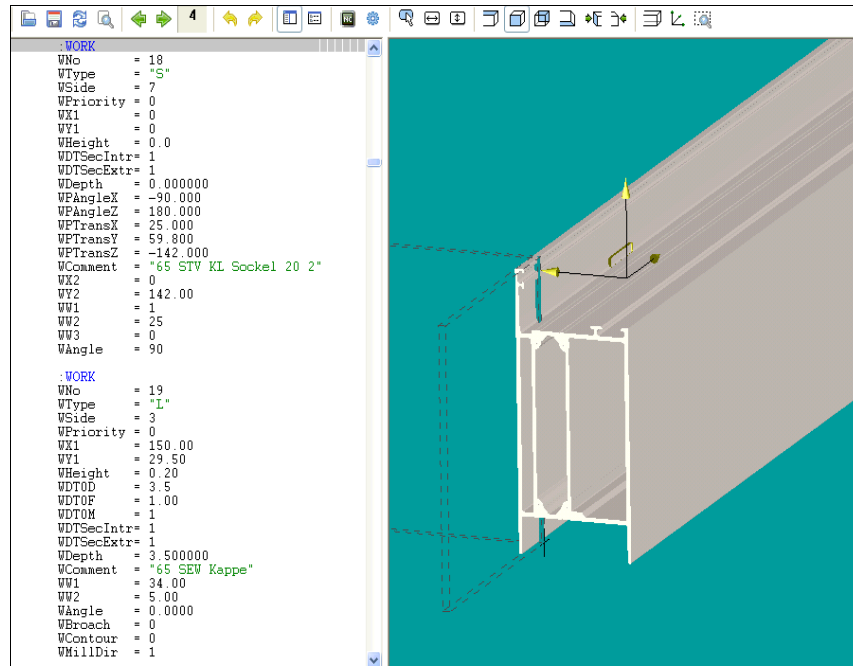 4
NC
:WORK
WNo = 18
WType = "S"
WSide = 7
WPriority = 0
WX1 = 0
WY1 = 0
WHeight = 0.0
WDTSecIntr= 1
WDTSecExtr= 1
WDepth = 0.000000
WPAngleX = -90.000
WPAngleZ = 180.000
WPTransX = 25.000
WPTransY = 59.800
WPTransZ = -142.000
WComment = "65 STV KL Sockel 20 2"
WX2 = 0
WY2 = 142.00
WW1 = 1
WW2 = 25
WW3 = 0
WAngle = 90
:WORK
WNo = 19
WType = "L"
WSide = 3
WPriority = 0
WX1 = 150.00
WY1 = 29.50
WHeight = 0.20
WDT0D = 3.5
WDT0F = 1.00
WDT0M = 1
WDTSecIntr= 1
WDTSecExtr= 1
WDepth = 3.500000
WComment = "65 SEW Kappe"
WW1 = 34.00
WW2 = 5.00
WAngle = 0.0000
WBroach = 0
WContour = 0
WMillDir = 1